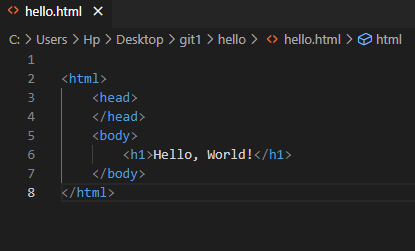 hello.html ×
C: > Users > Hp > Desktop > git1 > hello > <> hello.html > html
1
2 <html>
3     <head>
4     </head>
5     <body>
6         <h1>Hello, World!</h1>
7     </body>
8 </html>